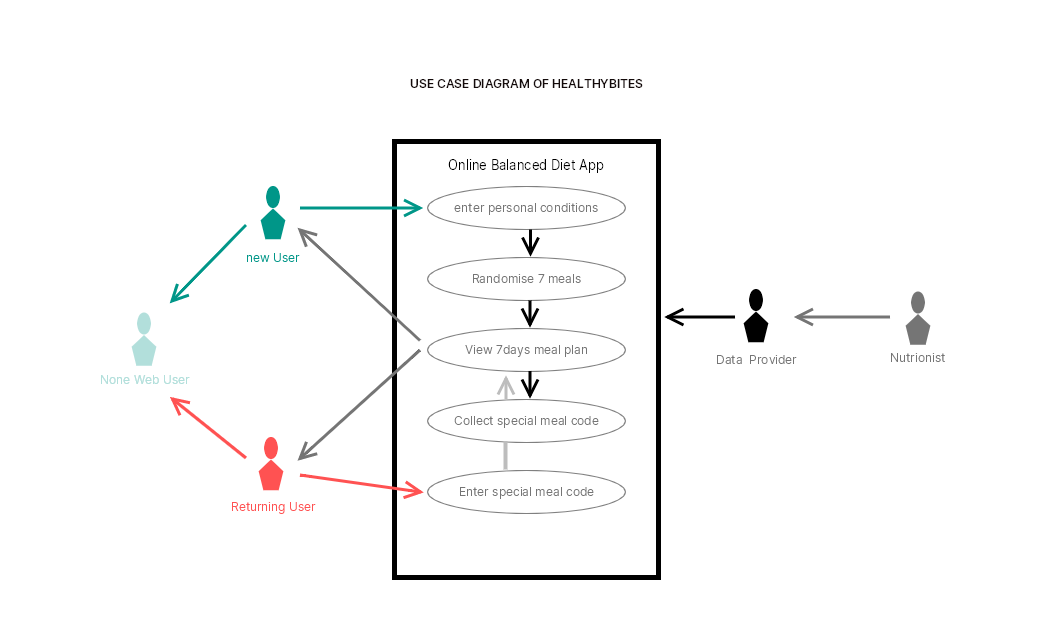 USE CASE DIAGRAM OF HEALTHYBITES
Online Balanced Diet App
enter personal conditions
new User
Randomise 7 meals
View 7days meal plan
Data Provider
Nutrionist
None Web User
Collect special meal code
Enter special meal code
Returning User